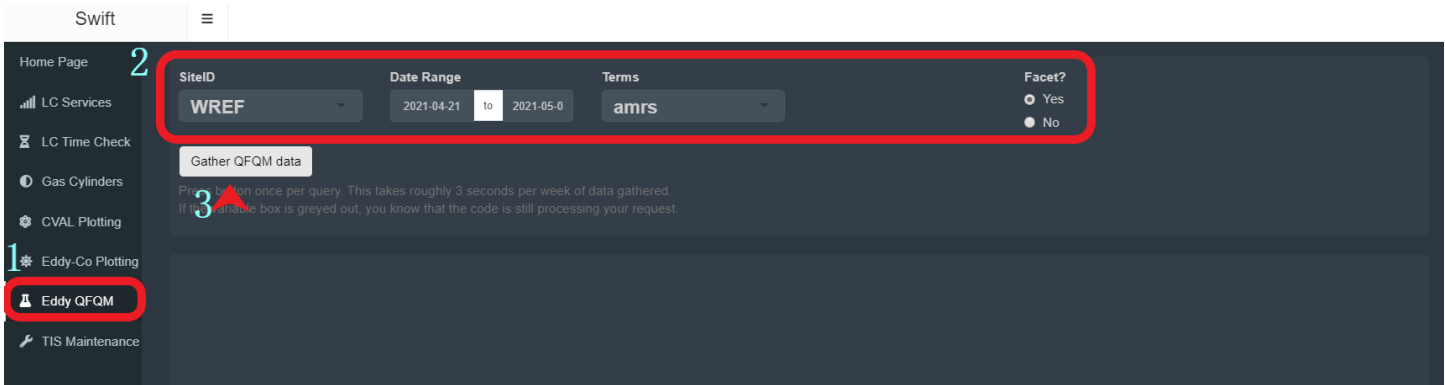 Swift
Home Page
2
LC Services
LC Time Check
Gas Cylinders
CVAL Plotting
1
Eddy-Co Plotting
Eddy QFQM
TIS Maintenance
SiteID Date Range Terms Facet?
WREF 2021-04-21 to 2021-05-0 amrs Yes
No
Gather QFQM data
Press button once per query. This takes roughly 3 seconds per week of data gathered.
3
If the variable box is greyed out, you know that the code is still processing your request.